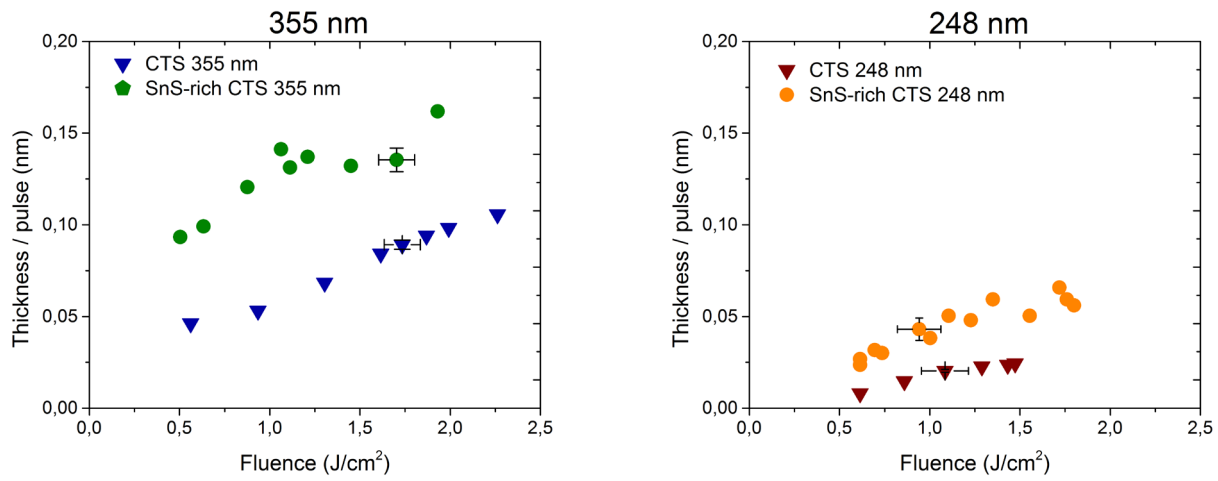 355 nm
CTS 355 nm
SnS-rich CTS 355 nm
0,20
0,15
0,10
0,05
0,00
Thickness / pulse (nm)
0,0 0,5 1,0 1,5 2,0 2,5
Fluence (J/cm²)
248 nm
CTS 248 nm
SnS-rich CTS 248 nm
0,20
0,15
0,10
0,05
0,00
Thickness / pulse (nm)
0,0 0,5 1,0 1,5 2,0 2,5
Fluence (J/cm²)